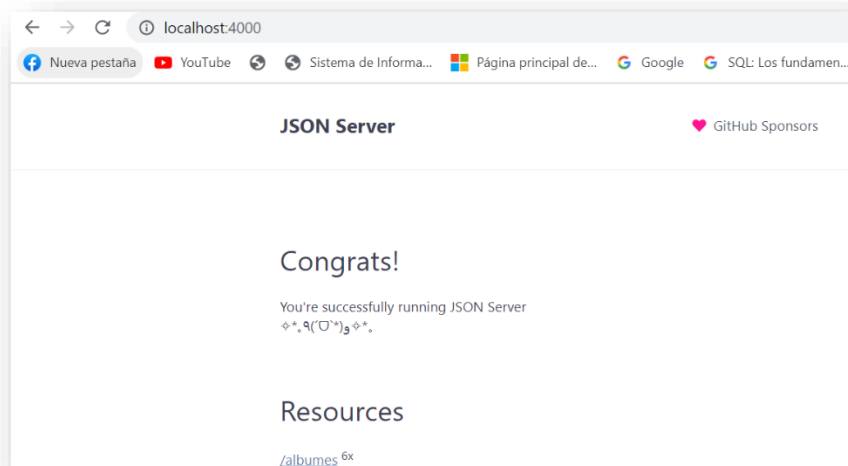 localhost:4000
Nueva pestaña YouTube Sistema de Informa... Página principal de... Google SQL: Los fundamen...
JSON Server GitHub Sponsors
Congrats!
You're successfully running JSON Server
✧*｡٩(ˊᗜˋ*)و✧*｡
Resources
/albumes 6x